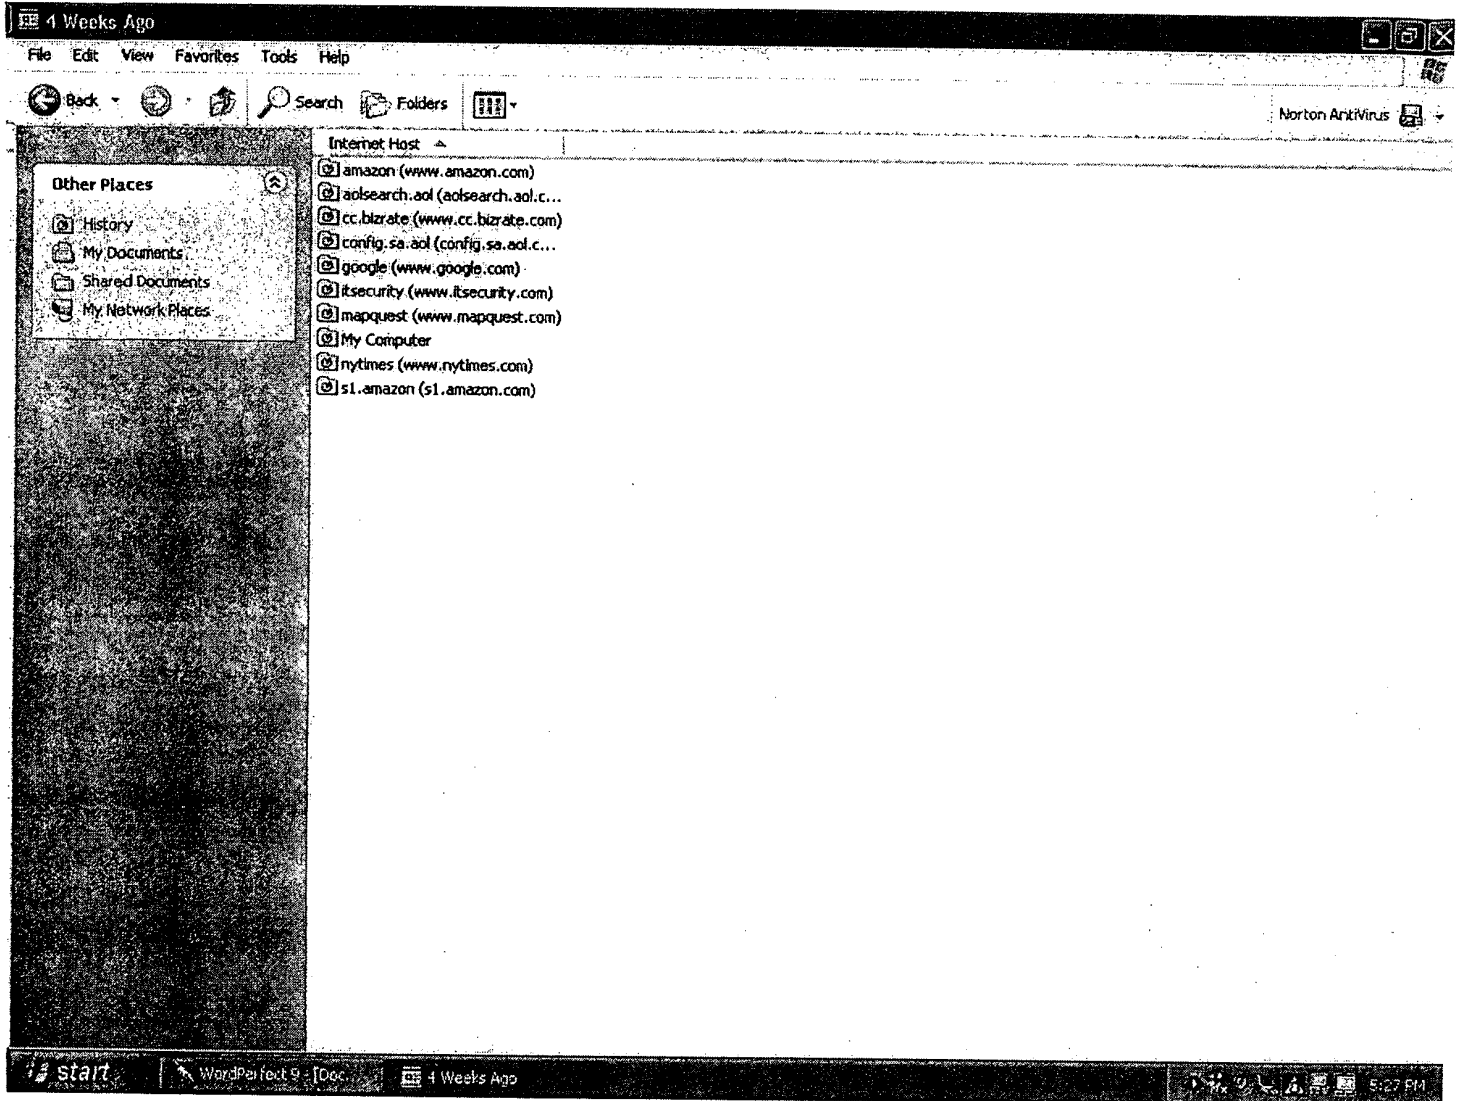 4 Weeks Ago
File Edit View Favorites Tools Help
Back Search Folders Norton AntiVirus
Internet Host
Other Places
History
My Documents
Shared Documents
My Network Places
amazon (www.amazon.com)
aolsearch.aol (aolsearch.aol.c...
cc.bizrate (www.cc.bizrate.com)
config.sa.aol (config.sa.aol.c...
google (www.google.com)
itsecurity (www.itsecurity.com)
mapquest (www.mapquest.com)
My Computer
nytimes (www.nytimes.com)
s1.amazon (s1.amazon.com)
start WordPerfect 9 - [Doc... 4 Weeks Ago 5:27 PM